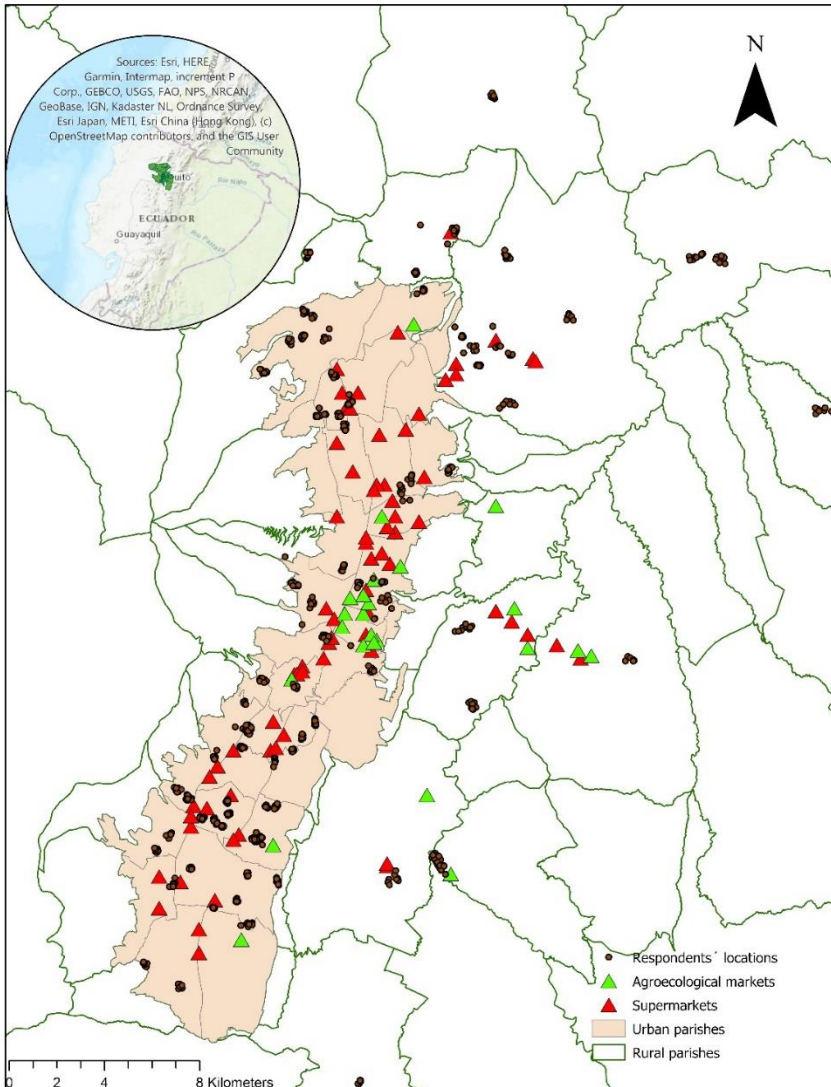 Sources: Esri, HERE,
Garmin, Intermap, increment P
Corp., GEBCO, USGS, FAO, NPS, NRCAN,
GeoBase, IGN, Kadaster NL, Ordnance Survey,
Esri Japan, METI, Esri China (Hong Kong), (c)
OpenStreetMap contributors, and the GIS User
Community
N
Quito
Rio Napo
ECUADOR
Guayaquil
Respondents´ locations
Agroecological markets
Supermarkets
Urban parishes
Rural parishes
0 2 4 8 Kilometers